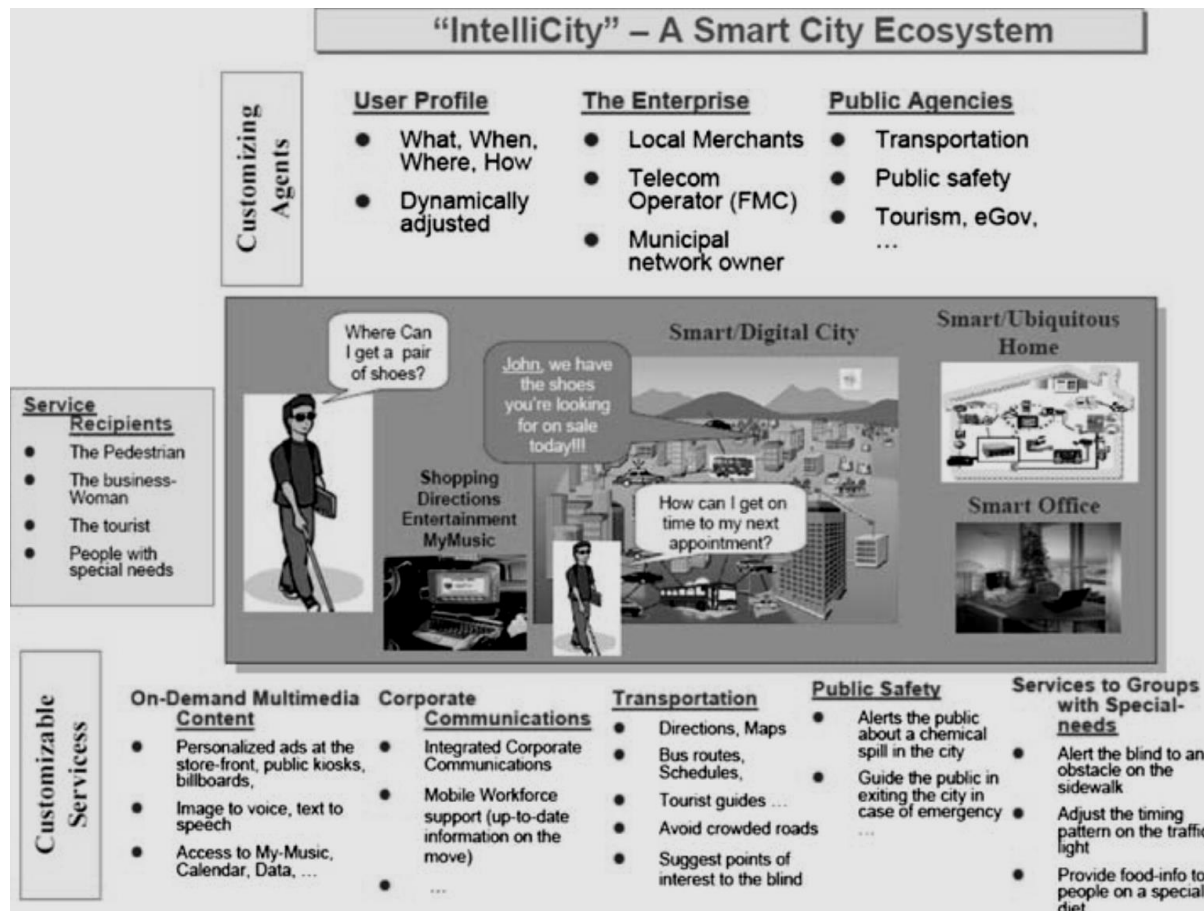 “IntelliCity” – A Smart City Ecosystem
Customizing
Agents
User Profile
● What, When,
Where, How
● Dynamically
adjusted
The Enterprise
● Local Merchants
● Telecom
Operator (FMC)
● Municipal
network owner
Public Agencies
● Transportation
● Public safety
● Tourism, eGov,
…
Service
Recipients
● The Pedestrian
● The business-
Woman
● The tourist
● People with
special needs
Where Can
I get a pair
of shoes?
Shopping
Directions
Entertainment
MyMusic
Smart/Digital City
John, we have
the shoes
you're looking
for on sale
today!!!
How can I get on
time to my next
appointment?
Smart/Ubiquitous
Home
Smart Office
Customizable
Services
On-Demand Multimedia
Content
● Personalized ads at the
store-front, public kiosks,
billboards,
● Image to voice, text to
speech
● Access to My-Music,
Calendar, Data, …
Corporate
Communications
● Integrated Corporate
Communications
● Mobile Workforce
support (up-to-date
information on the
move)
● …
Transportation
● Directions, Maps
● Bus routes,
Schedules,
● Tourist guides …
● Avoid crowded roads
● Suggest points of
interest to the blind
Public Safety
● Alerts the public
about a chemical
spill in the city
● Guide the public in
exiting the city in
case of emergency
…
Services to Groups
with Special-
needs
● Alert the blind to an
obstacle on the
sidewalk
● Adjust the timing
pattern on the traffic
light
● Provide food-info to
people on a special
diet